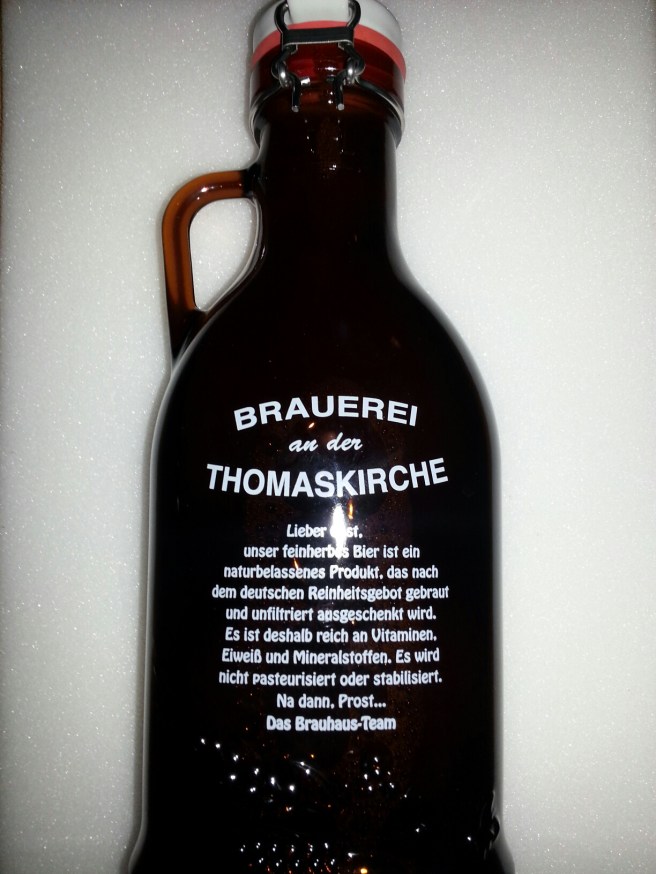 BRAUEREI
an der
THOMASKIRCHE
Lieber
unser feinherbes Bier ist ein
naturbelassenes Produkt, das nach
dem deutschen Reinheitsgebot gebraut
und unfiltriert ausgeschenkt wird.
Es ist deshalb reich an Vitaminen,
Eiweiß und Mineralstoffen. Es wird
nicht pasteurisiert oder stabilisiert.
Na dann, Prost...
Das Brauhaus-Team